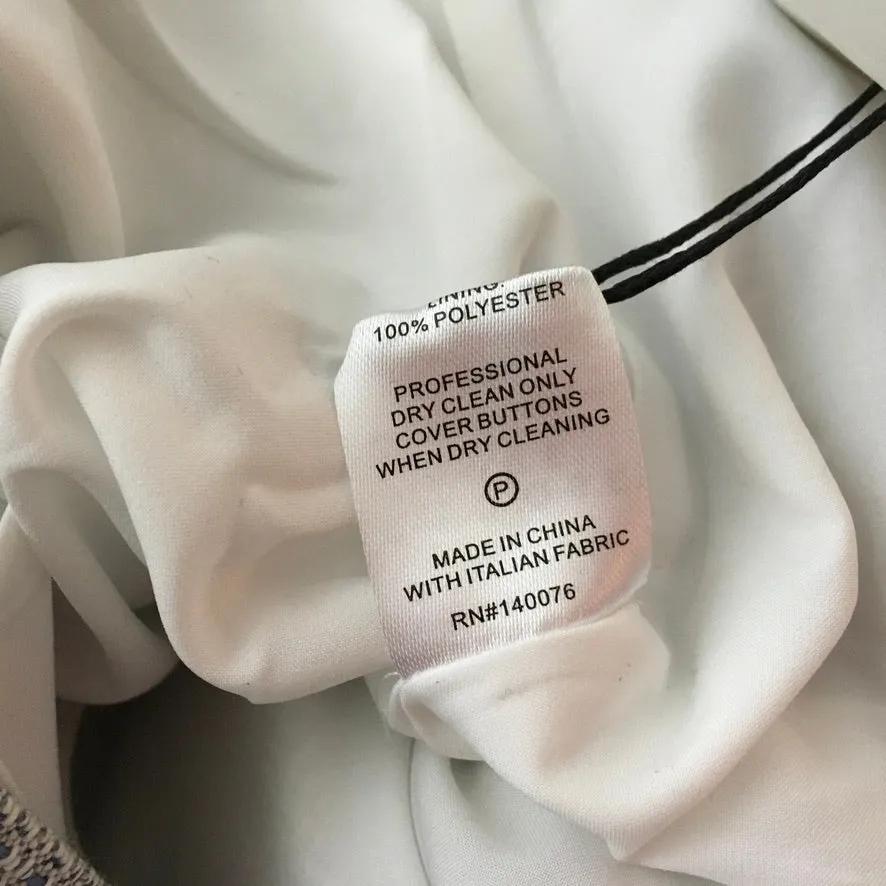 LINING:
100% POLYESTER
PROFESSIONAL
DRY CLEAN ONLY
COVER BUTTONS
WHEN DRY CLEANING
P
MADE IN CHINA
WITH ITALIAN FABRIC
RN#140076